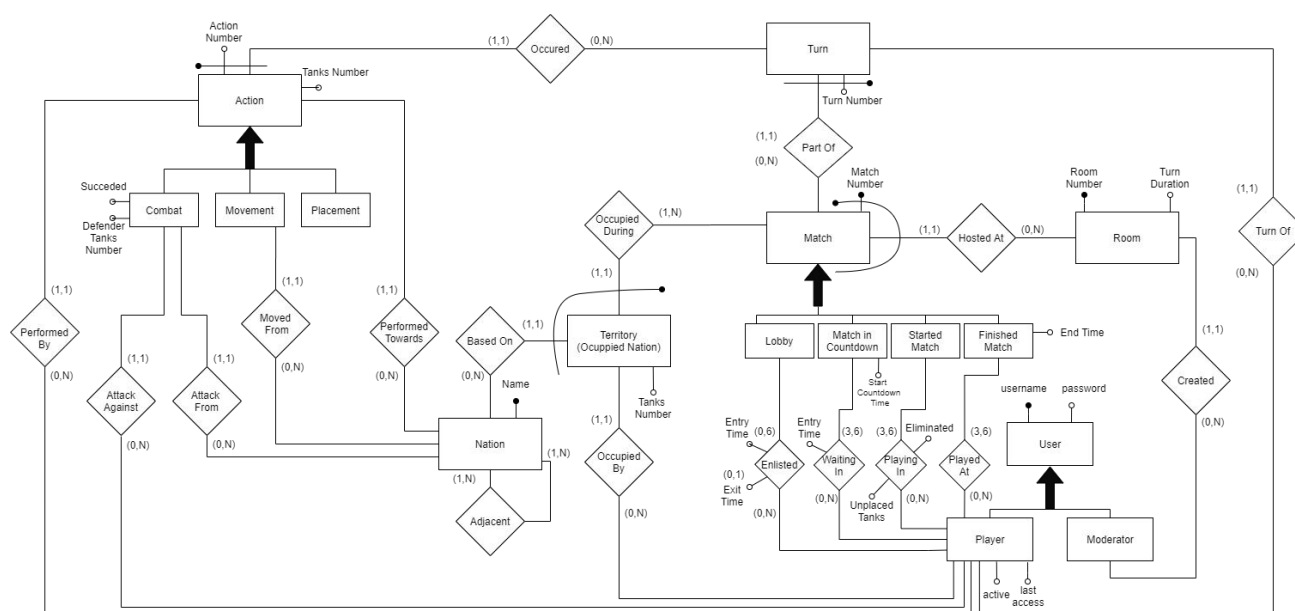 Action
Number
Tanks Number
Action
(1,1)
Occured
(0,N)
Turn
Turn Number
(1,1)
Part Of
(0,N)
Succeded
Defender
Tanks
Number
Combat
Movement
Placement
Occupied
During
(1,N)
(1,1)
Match
Number
Match
(1,1)
Hosted At
(0,N)
Room
Number
Turn
Duration
Room
(1,1)
Turn Of
(0,N)
(1,1)
Performed
By
(0,N)
(1,1)
Moved
From
(0,N)
(1,1)
Performed
Towards
(0,N)
(1,1)
Attack
Against
(0,N)
(1,1)
Attack
From
(0,N)
Based On
(1,1)
(0,N)
Territory
(Ocuppied Nation)
Tanks
Number
Name
Nation
(1,N)
(1,N)
Adjacent
(1,1)
Occupied
By
(0,N)
Lobby
Match in
Countdown
Started
Match
Finished
Match
End Time
Start
Countdown
Time
Entry
Time
(0,6)
Enlisted
(0,1)
Exit
Time
(0,N)
Entry
Time
(3,6)
Waiting
In
(0,N)
(3,6)
Eliminated
Playing
In
Unplaced
Tanks
(0,N)
(3,6)
Played
At
(0,N)
username
password
User
(1,1)
Created
(0,N)
Player
Moderator
active
last
access